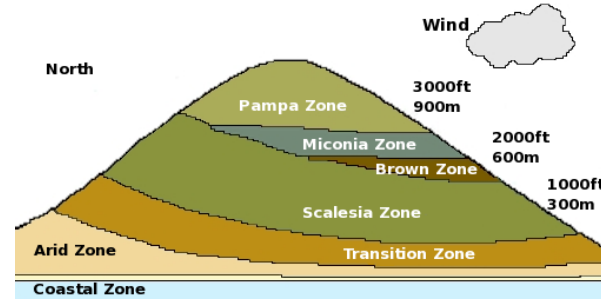 Wind
North
3000ft
900m
Pampa Zone
2000ft
600m
Miconia Zone
Brown Zone
1000ft
300m
Scalesia Zone
Arid Zone
Transition Zone
Coastal Zone